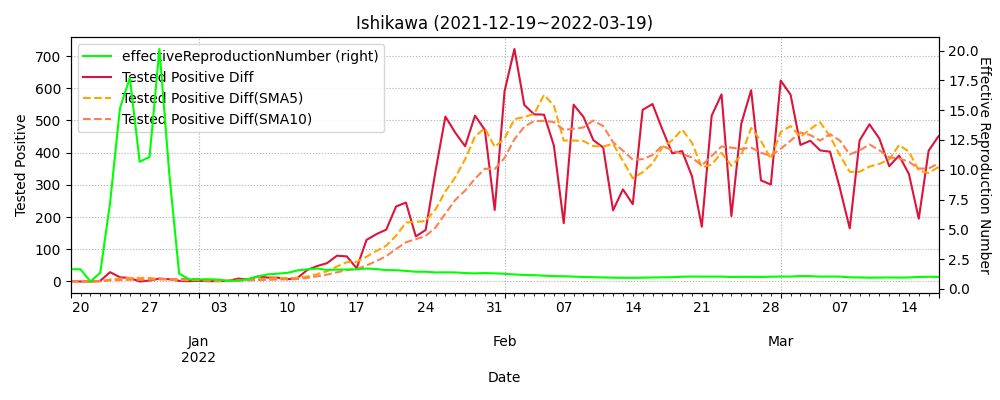 Ishikawa (2021-12-19~2022-03-19)
effectiveReproductionNumber (right)
Tested Positive Diff
Tested Positive Diff(SMA5)
Tested Positive Diff(SMA10)
Tested Positive
700
600
500
400
300
200
100
0
Effective Reproduction Number
20.0
17.5
15.0
12.5
10.0
7.5
5.0
2.5
0.0
20 27 03 10 17 24 31 07 14 21 28 07 14
Jan Feb Mar
2022
Date